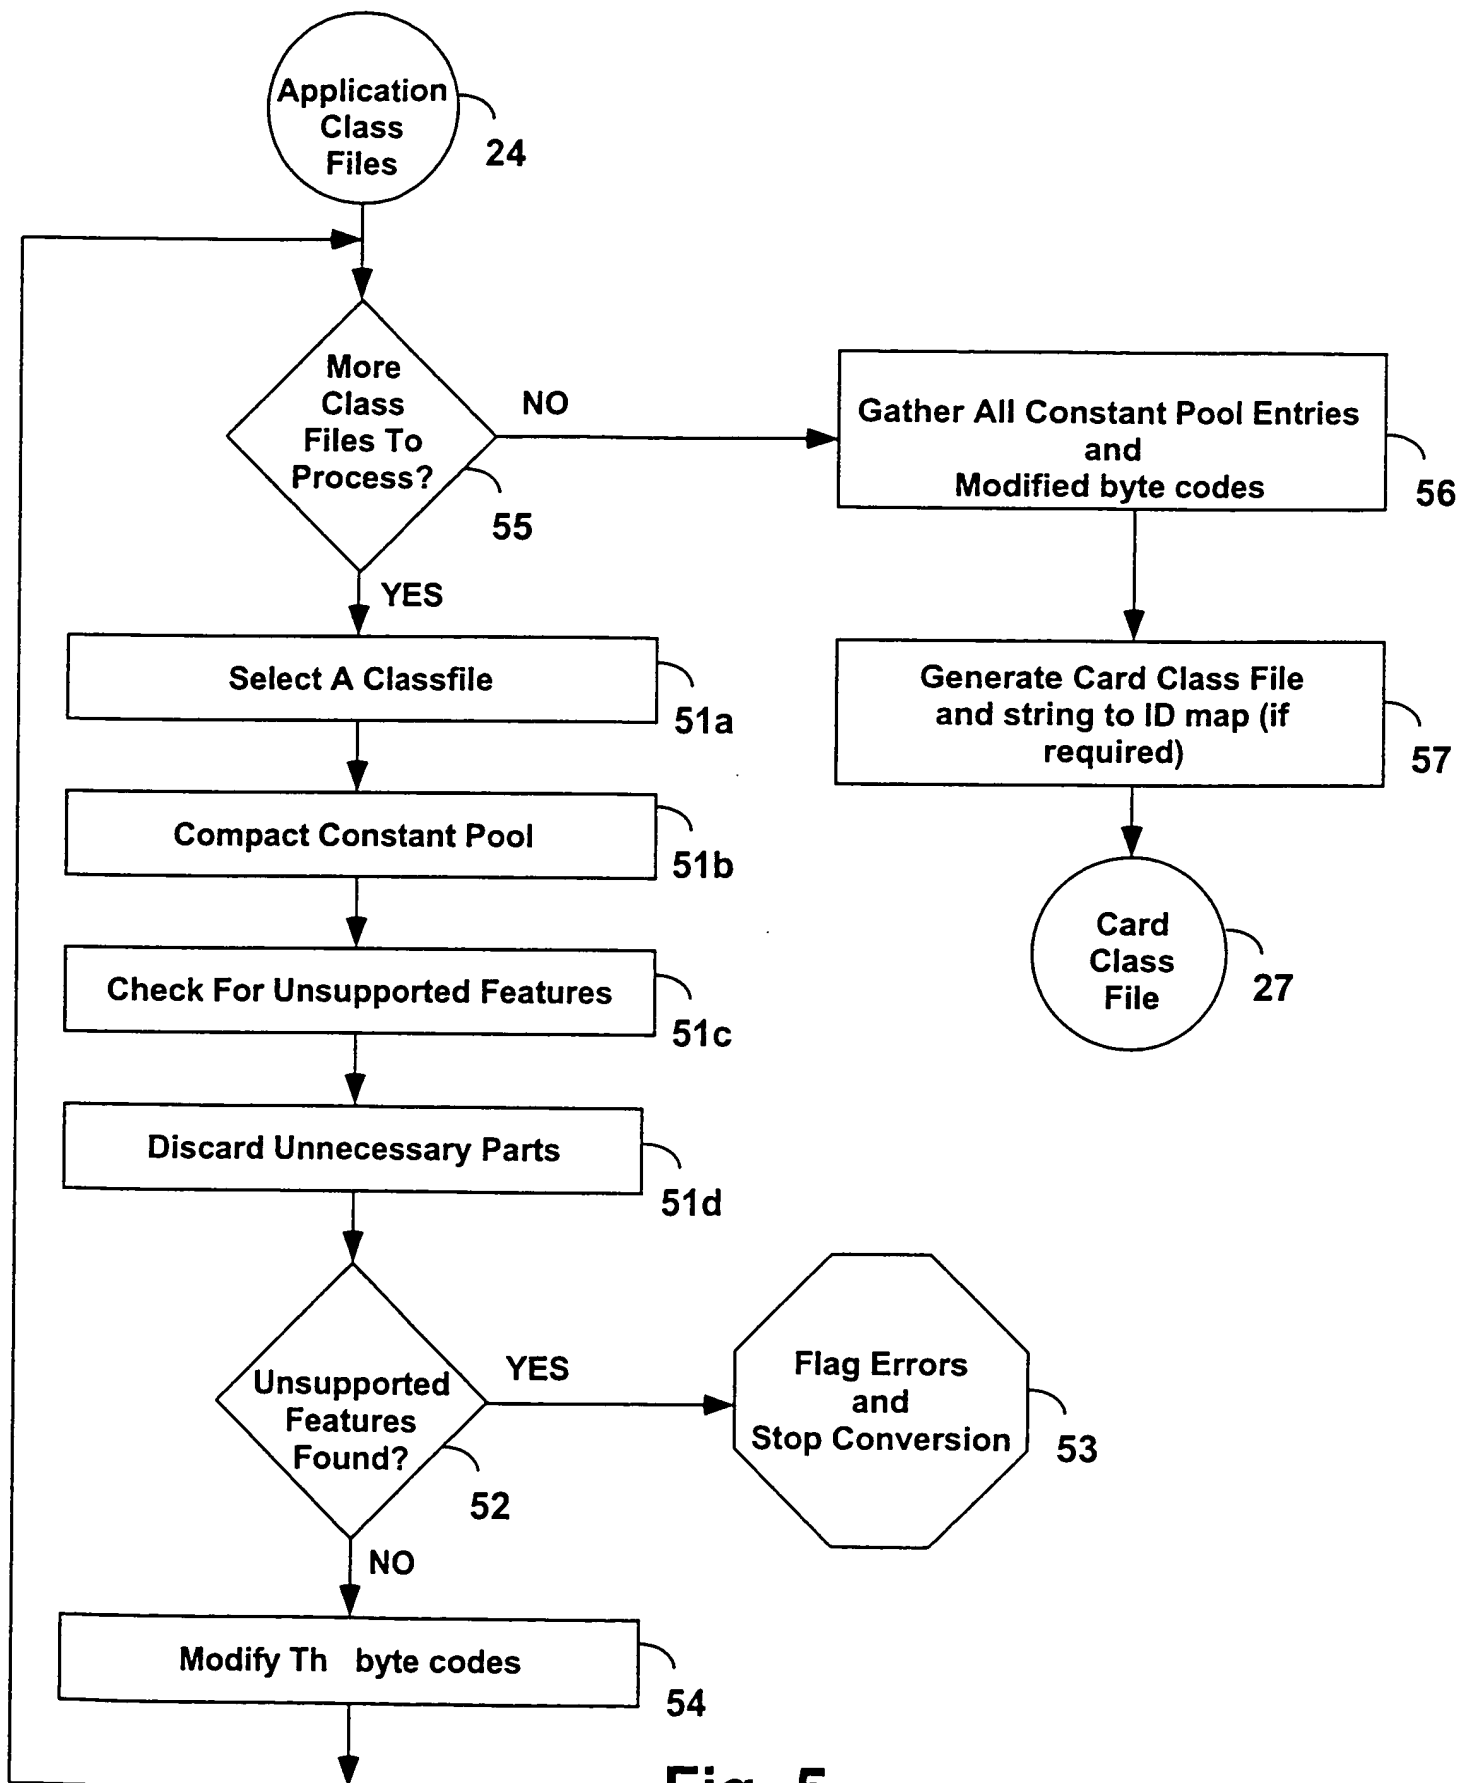 Application
Class
Files
24
More
Class
Files To
Process?
55
NO
YES
Gather All Constant Pool Entries
and
Modified byte codes
56
Generate Card Class File
and string to ID map (if
required)
57
Card
Class
File
27
Select A Classfile
51a
Compact Constant Pool
51b
Check For Unsupported Features
51c
Discard Unnecessary Parts
51d
Unsupported
Features
Found?
52
YES
NO
Flag Errors
and
Stop Conversion
53
Modify Th byte codes
54
Fig. 5